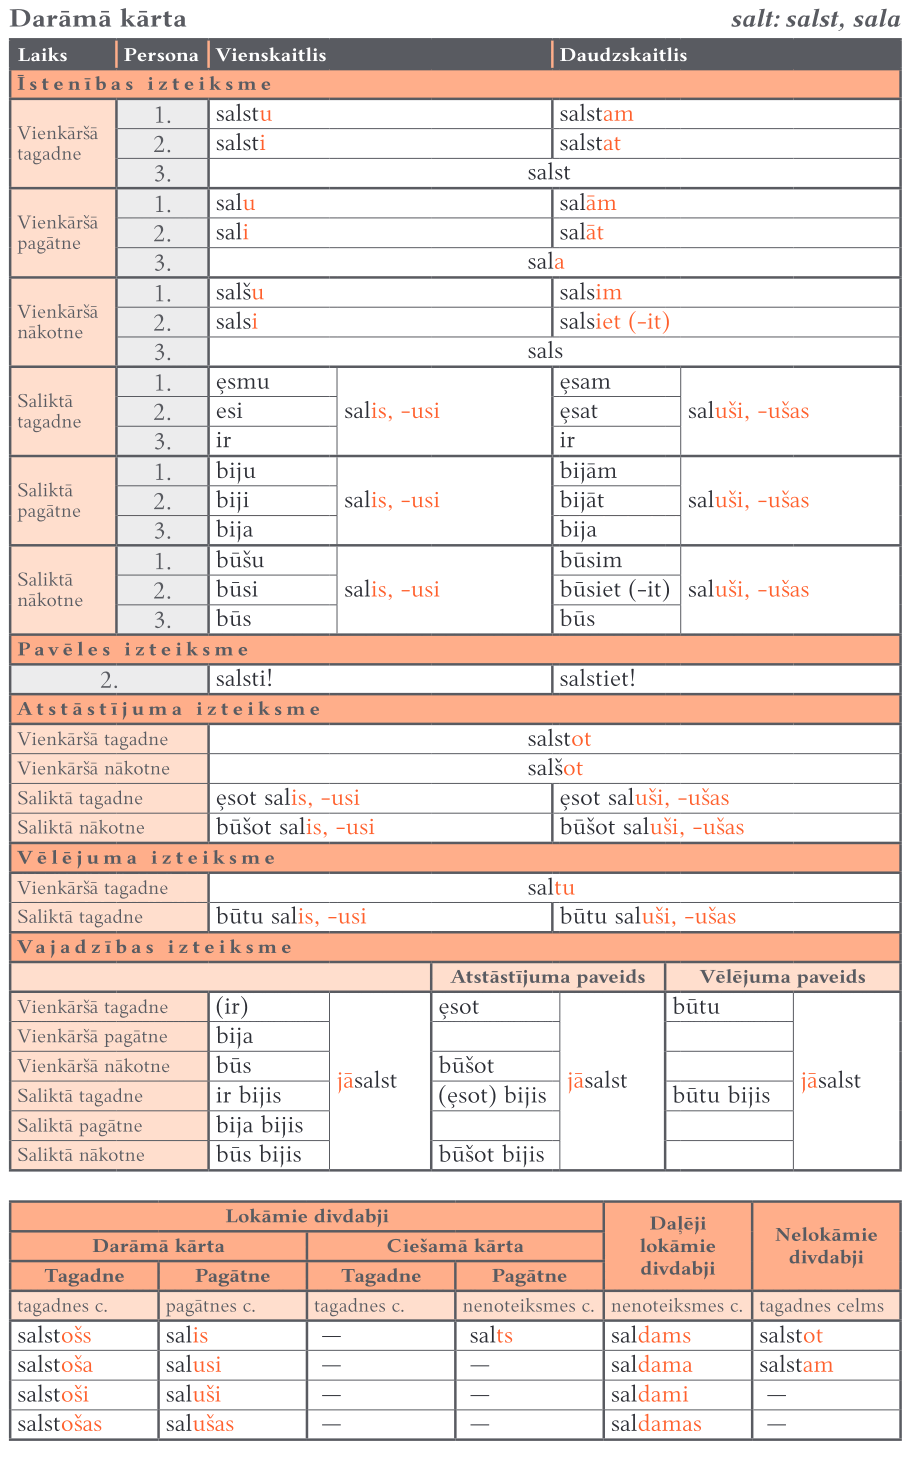 Darāmā kārta salt: salst, sala
Laiks Persona Vienskaitlis Daudzskaitlis
Īstenības izteiksme
Vienkāršā tagadne
1. salstu salstam
2. salsti salstat
3. salst
Vienkāršā pagātne
1. salu salām
2. sali salāt
3. sala
Vienkāršā nākotne
1. salšu salsim
2. salsi salsiet (–it)
3. sals
Saliktā tagadne
1. ȩsmu ȩsam
2. esi salis, –usi ȩsat saluši, –ušas
3. ir ir
Saliktā pagātne
1. biju bijām
2. biji salis, –usi bijāt saluši, –ušas
3. bija bija
Saliktā nākotne
1. būšu būsim
2. būsi salis, –usi būsiet (–it) saluši, –ušas
3. būs būs
Pavēles izteiksme
2. salsti! salstiet!
Atstāstījuma izteiksme
Vienkāršā tagadne salstot
Vienkāršā nākotne salšot
Saliktā tagadne ȩsot salis, –usi ȩsot saluši, –ušas
Saliktā nākotne būšot salis, –usi būšot saluši, –ušas
Vēlējuma izteiksme
Vienkāršā tagadne saltu
Saliktā tagadne būtu salis, –usi būtu saluši, –ušas
Vajadzības izteiksme
Atstāstījuma paveids Vēlējuma paveids
Vienkāršā tagadne (ir) ȩsot būtu
Vienkāršā pagātne bija
Vienkāršā nākotne būs būšot
jāsalst jāsalst jāsalst
Saliktā tagadne ir bijis (ȩsot) bijis būtu bijis
Saliktā pagātne bija bijis
Saliktā nākotne būs bijis būšot bijis
Lokāmie divdabji Daļēji lokāmie divdabji Nelokāmie divdabji
Darāmā kārta Ciešamā kārta
Tagadne Pagātne Tagadne Pagātne
tagadnes c. pagātnes c. tagadnes c. nenoteiksmes c. nenoteiksmes c. tagadnes celms
salstošs salis — salts saldams salstot
salstoša salusi — — saldama salstam
salstoši saluši — — saldami —
salstošas salušas — — saldamas —